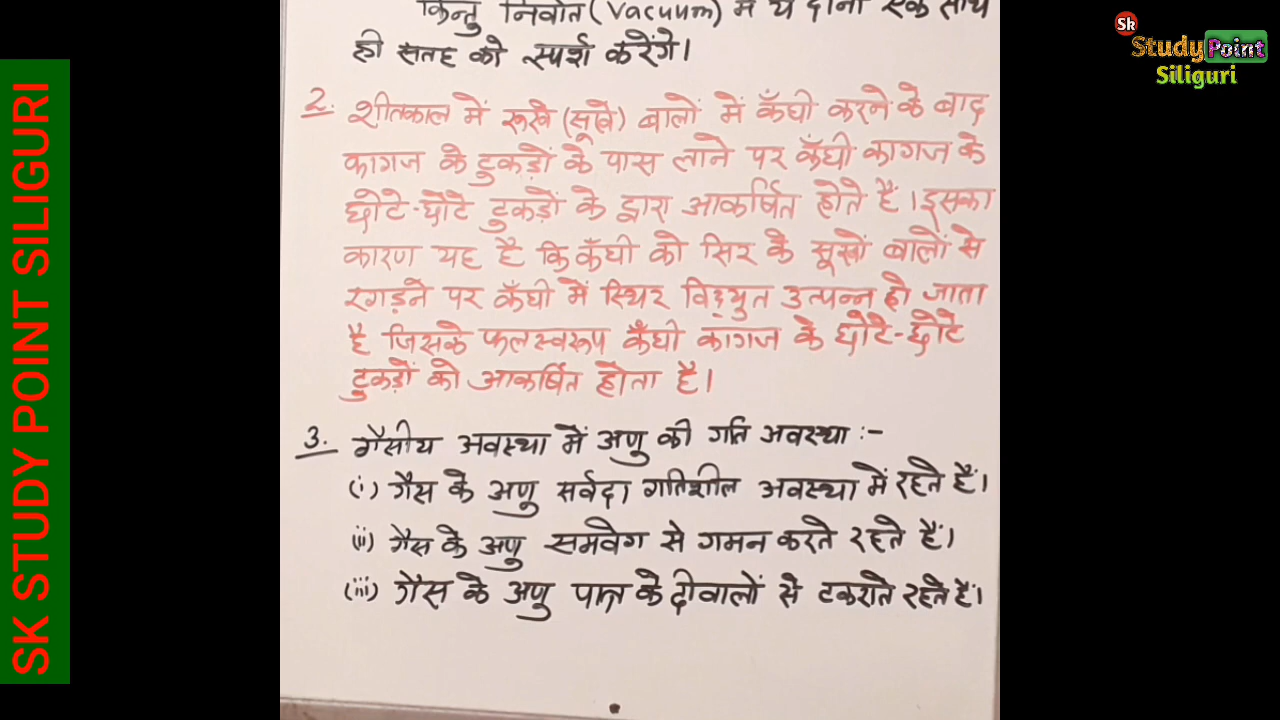 किन्तु निर्वात (Vacuum) में ये दोनों एक साथ
ही सतह को स्पर्श करेंगे।
2. शीतकाल में रूखे (सूखे) बालों में कँघी करने के बाद
कागज के टुकड़ों के पास लाने पर कँघी कागज के
छोटे-छोटे टुकड़ों के द्वारा आकर्षित होते हैं। इसका
कारण यह है कि कँघी को सिर के सूखों बालों से
रगड़ने पर कँघी में स्थिर विद्युत उत्पन्न हो जाता
है जिसके फलस्वरूप कँघी कागज के छोटे-छोटे
टुकड़ों को आकर्षित होता है।
3. गैसीय अवस्था में अणु की गति अवस्था :-
(i) गैस के अणु सर्वदा गतिशील अवस्था में रहते हैं।
(ii) गैस के अणु समवेग से गमन करते रहते हैं।
(iii) गैस के अणु पात्र के दीवालों से टकराते रहते हैं।
SK STUDY POINT SILIGURI
Sk
Study Point
Siliguri